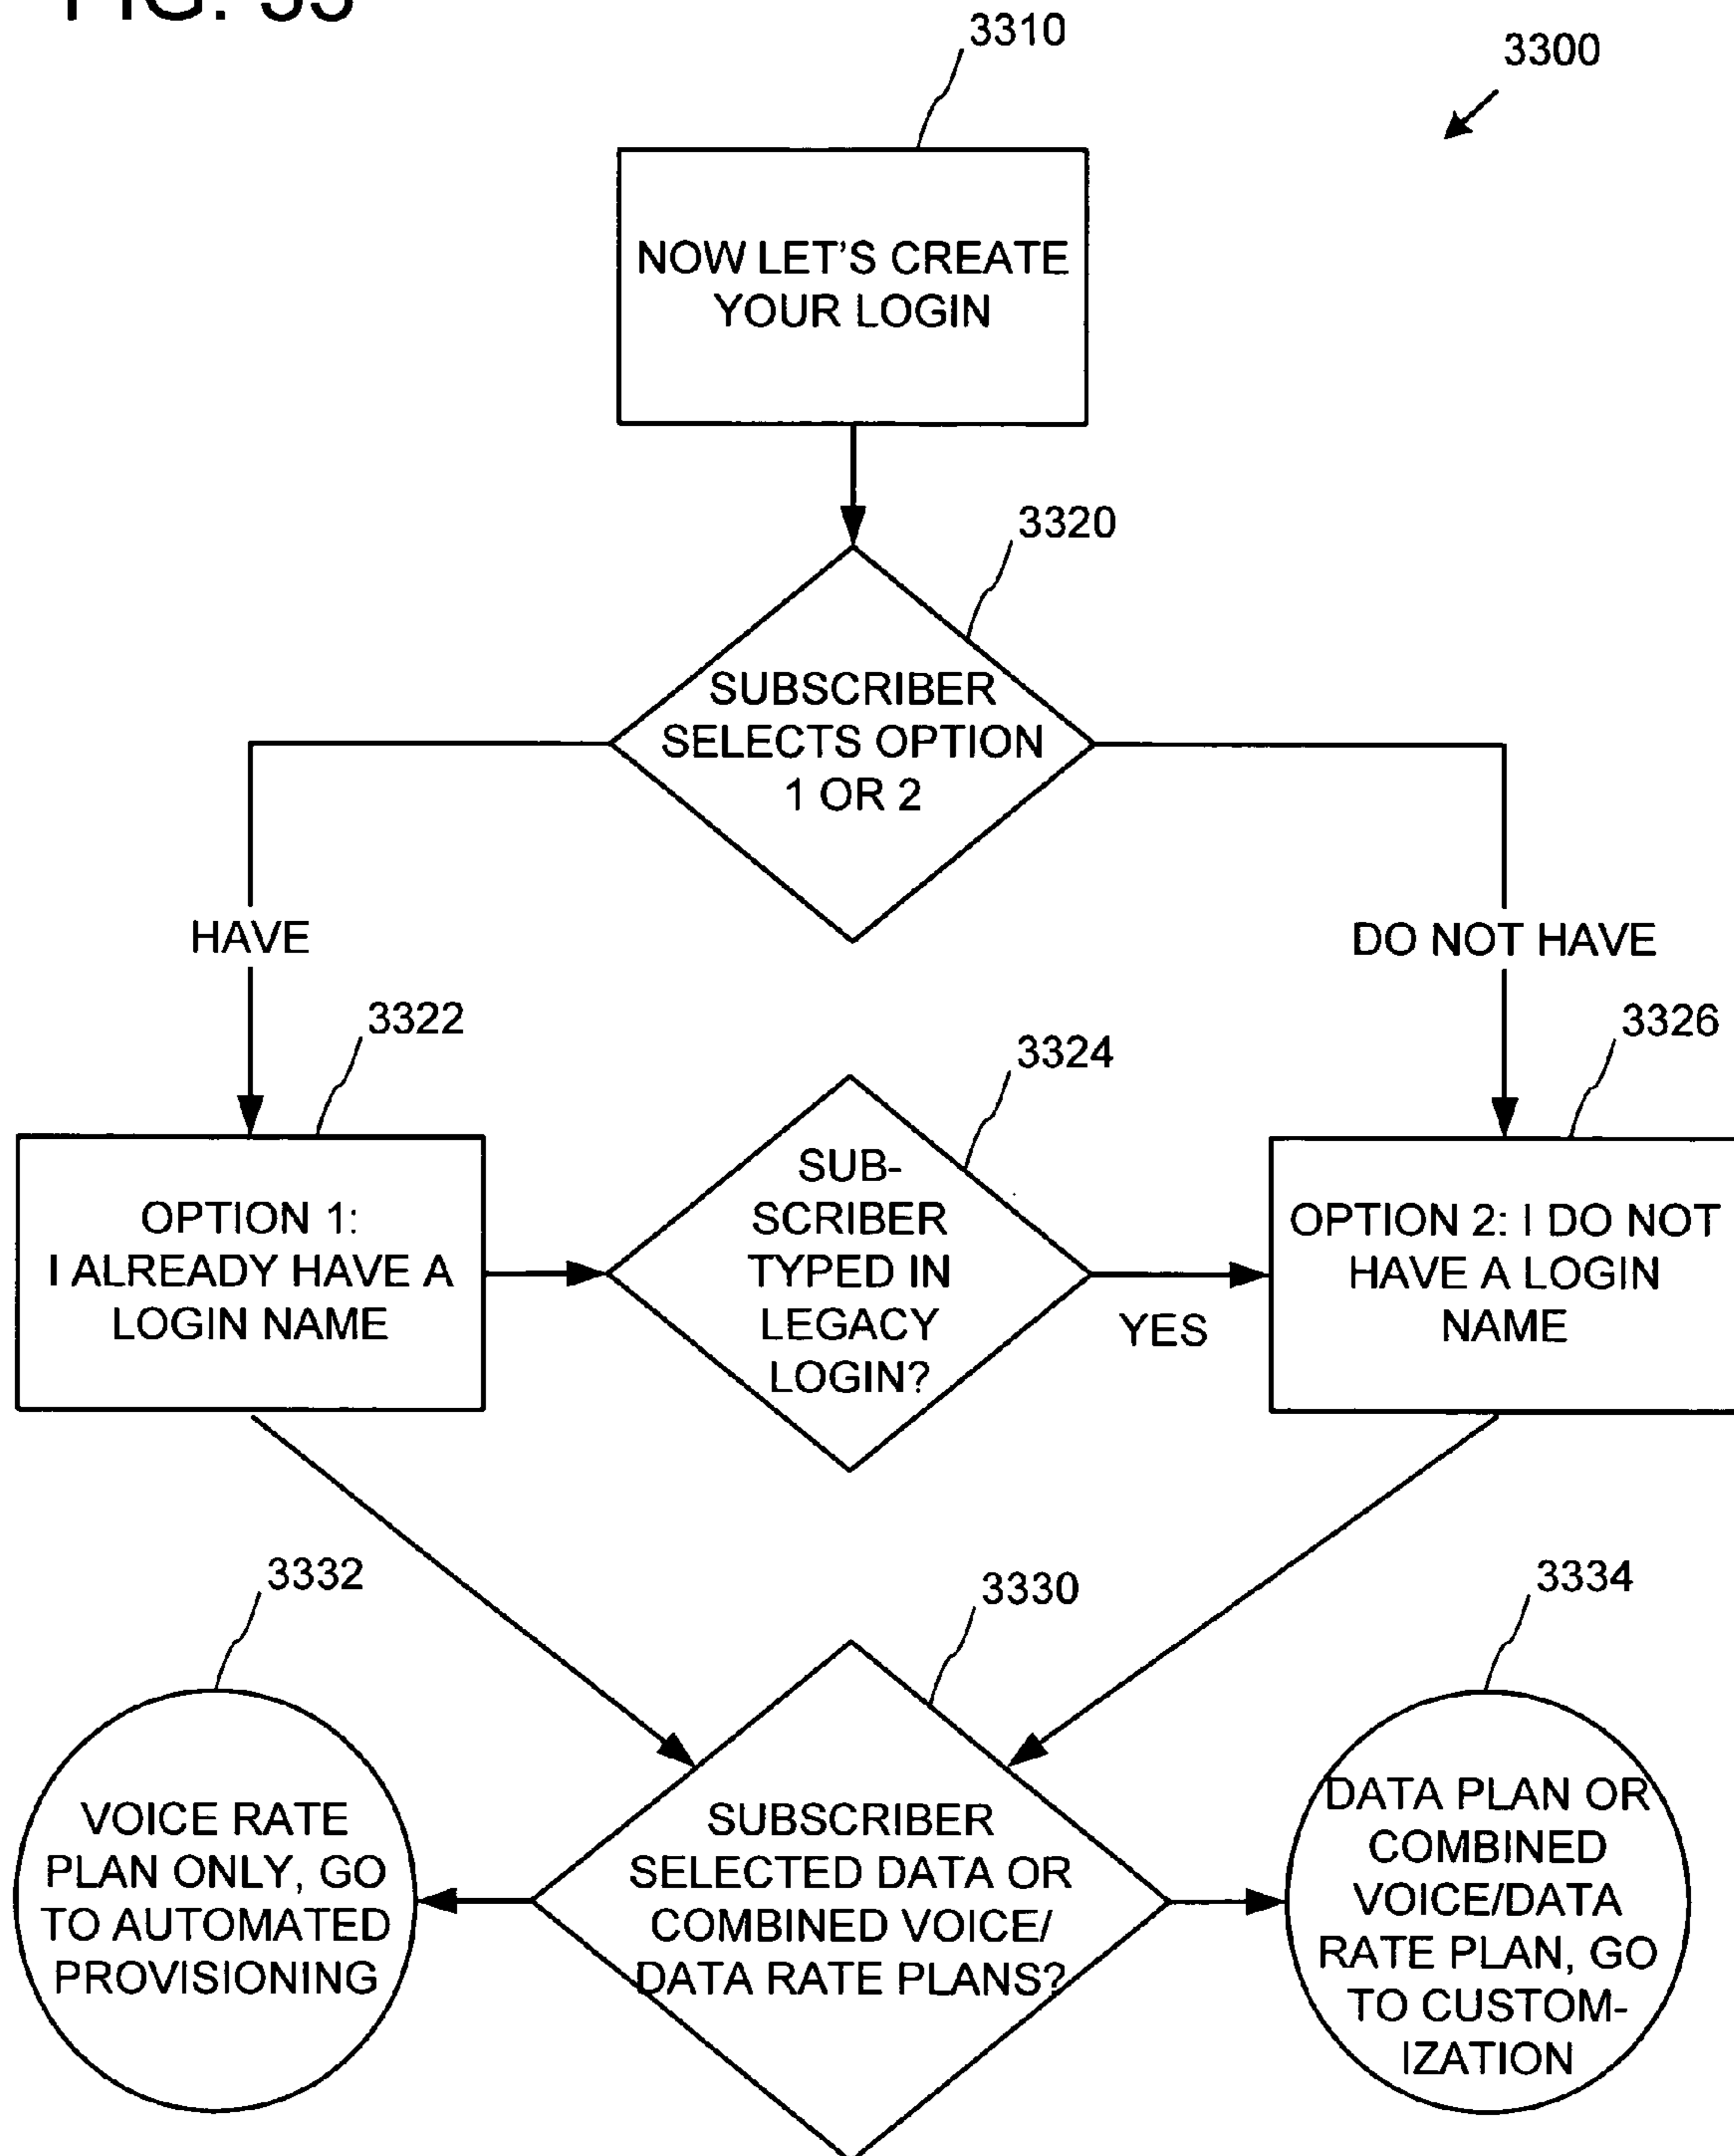 FIG. 33
3310
3300
NOW LET'S CREATE
YOUR LOGIN
3320
SUBSCRIBER
SELECTS OPTION
1 OR 2
HAVE
DO NOT HAVE
3322
3324
3326
OPTION 1:
I ALREADY HAVE A
LOGIN NAME
SUB-
SCRIBER
TYPED IN
LEGACY
LOGIN?
YES
OPTION 2: I DO NOT
HAVE A LOGIN
NAME
3332
3330
3334
VOICE RATE
PLAN ONLY, GO
TO AUTOMATED
PROVISIONING
SUBSCRIBER
SELECTED DATA OR
COMBINED VOICE/
DATA RATE PLANS?
DATA PLAN OR
COMBINED
VOICE/DATA
RATE PLAN, GO
TO CUSTOM-
IZATION